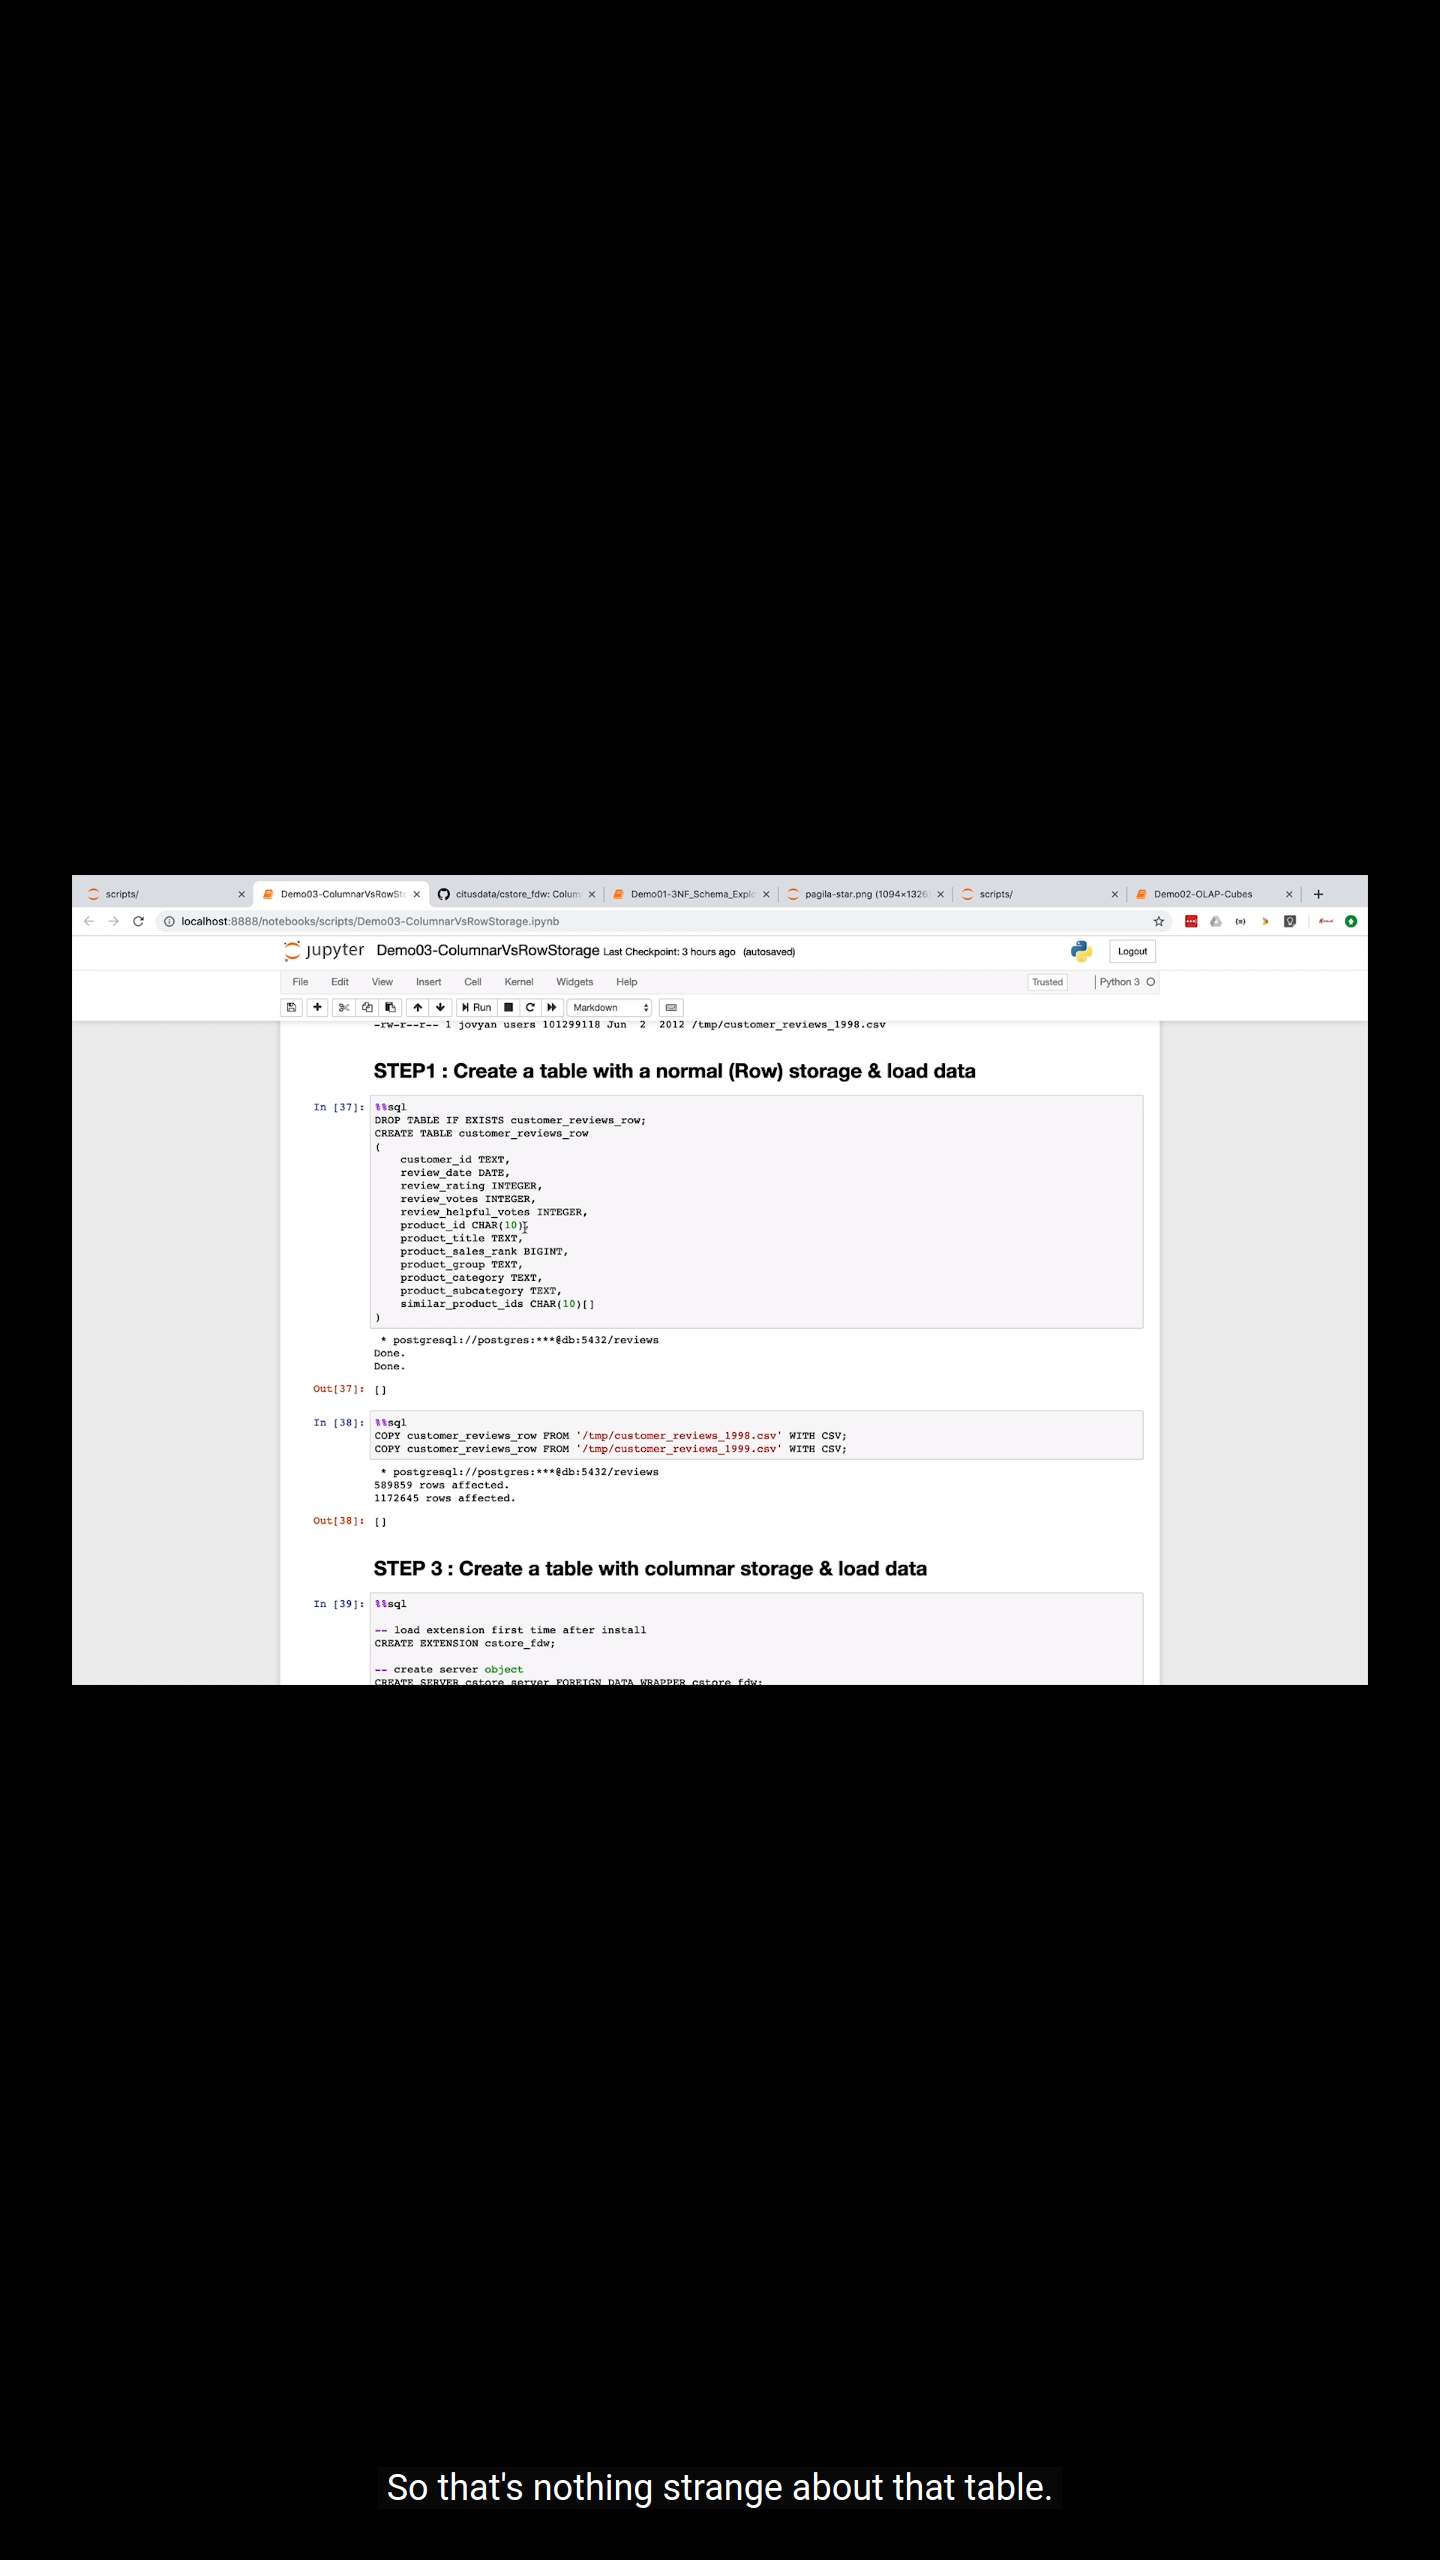 scripts/
Demo03-ColumnarVsRowSto
citusdata/cstore_fdw: Colum
Demo01-3NF_Schema_Explo
pagila-star.png (1094×1326)
scripts/
Demo02-OLAP-Cubes
localhost:8888/notebooks/scripts/Demo03-ColumnarVsRowStorage.ipynb
jupyter Demo03-ColumnarVsRowStorage Last Checkpoint: 3 hours ago (autosaved)
Logout
File Edit View Insert Cell Kernel Widgets Help
Trusted
Python 3
Run
Markdown
-rw-r--r-- 1 jovyan users 101299118 Jun 2 2012 /tmp/customer_reviews_1998.csv
STEP1 : Create a table with a normal (Row) storage & load data
In [37]: %%sql
DROP TABLE IF EXISTS customer_reviews_row;
CREATE TABLE customer_reviews_row
(
customer_id TEXT,
review_date DATE,
review_rating INTEGER,
review_votes INTEGER,
review_helpful_votes INTEGER,
product_id CHAR(10),
product_title TEXT,
product_sales_rank BIGINT,
product_group TEXT,
product_category TEXT,
product_subcategory TEXT,
similar_product_ids CHAR(10)[]
)
* postgresql://postgres:***@db:5432/reviews
Done.
Done.
Out[37]: []
In [38]: %%sql
COPY customer_reviews_row FROM '/tmp/customer_reviews_1998.csv' WITH CSV;
COPY customer_reviews_row FROM '/tmp/customer_reviews_1999.csv' WITH CSV;
* postgresql://postgres:***@db:5432/reviews
589859 rows affected.
1172645 rows affected.
Out[38]: []
STEP 3 : Create a table with columnar storage & load data
In [39]: %%sql
-- load extension first time after install
CREATE EXTENSION cstore_fdw;
-- create server object
CREATE SERVER cstore_server FOREIGN DATA WRAPPER cstore_fdw;
So that's nothing strange about that table.